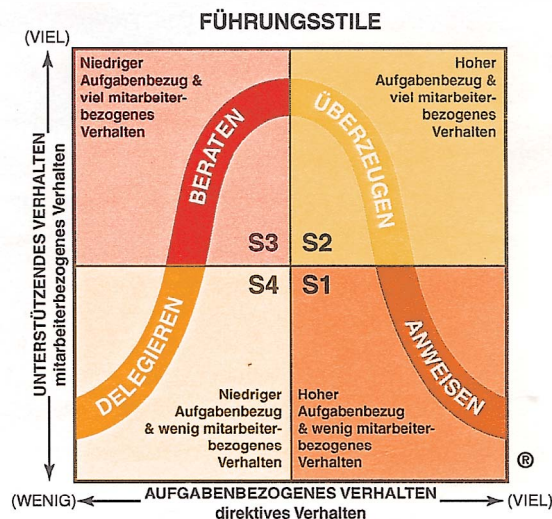 FÜHRUNGSSTILE
(VIEL)
Niedriger
Aufgabenbezug &
viel mitarbeiter-
bezogenes
Verhalten
Hoher
Aufgabenbezug &
viel mitarbeiter-
bezogenes
Verhalten
BERATEN
ÜBERZEUGEN
S3
S2
S4
S1
DELEGIEREN
ANWEISEN
Niedriger
Aufgabenbezug
& wenig mitarbeiter-
bezogenes
Verhalten
Hoher
Aufgabenbezug
& wenig mitarbeiter-
bezogenes
Verhalten
UNTERSTÜTZENDES VERHALTEN
mitarbeiterbezogenes Verhalten
®
(WENIG)
AUFGABENBEZOGENES VERHALTEN
(VIEL)
direktives Verhalten